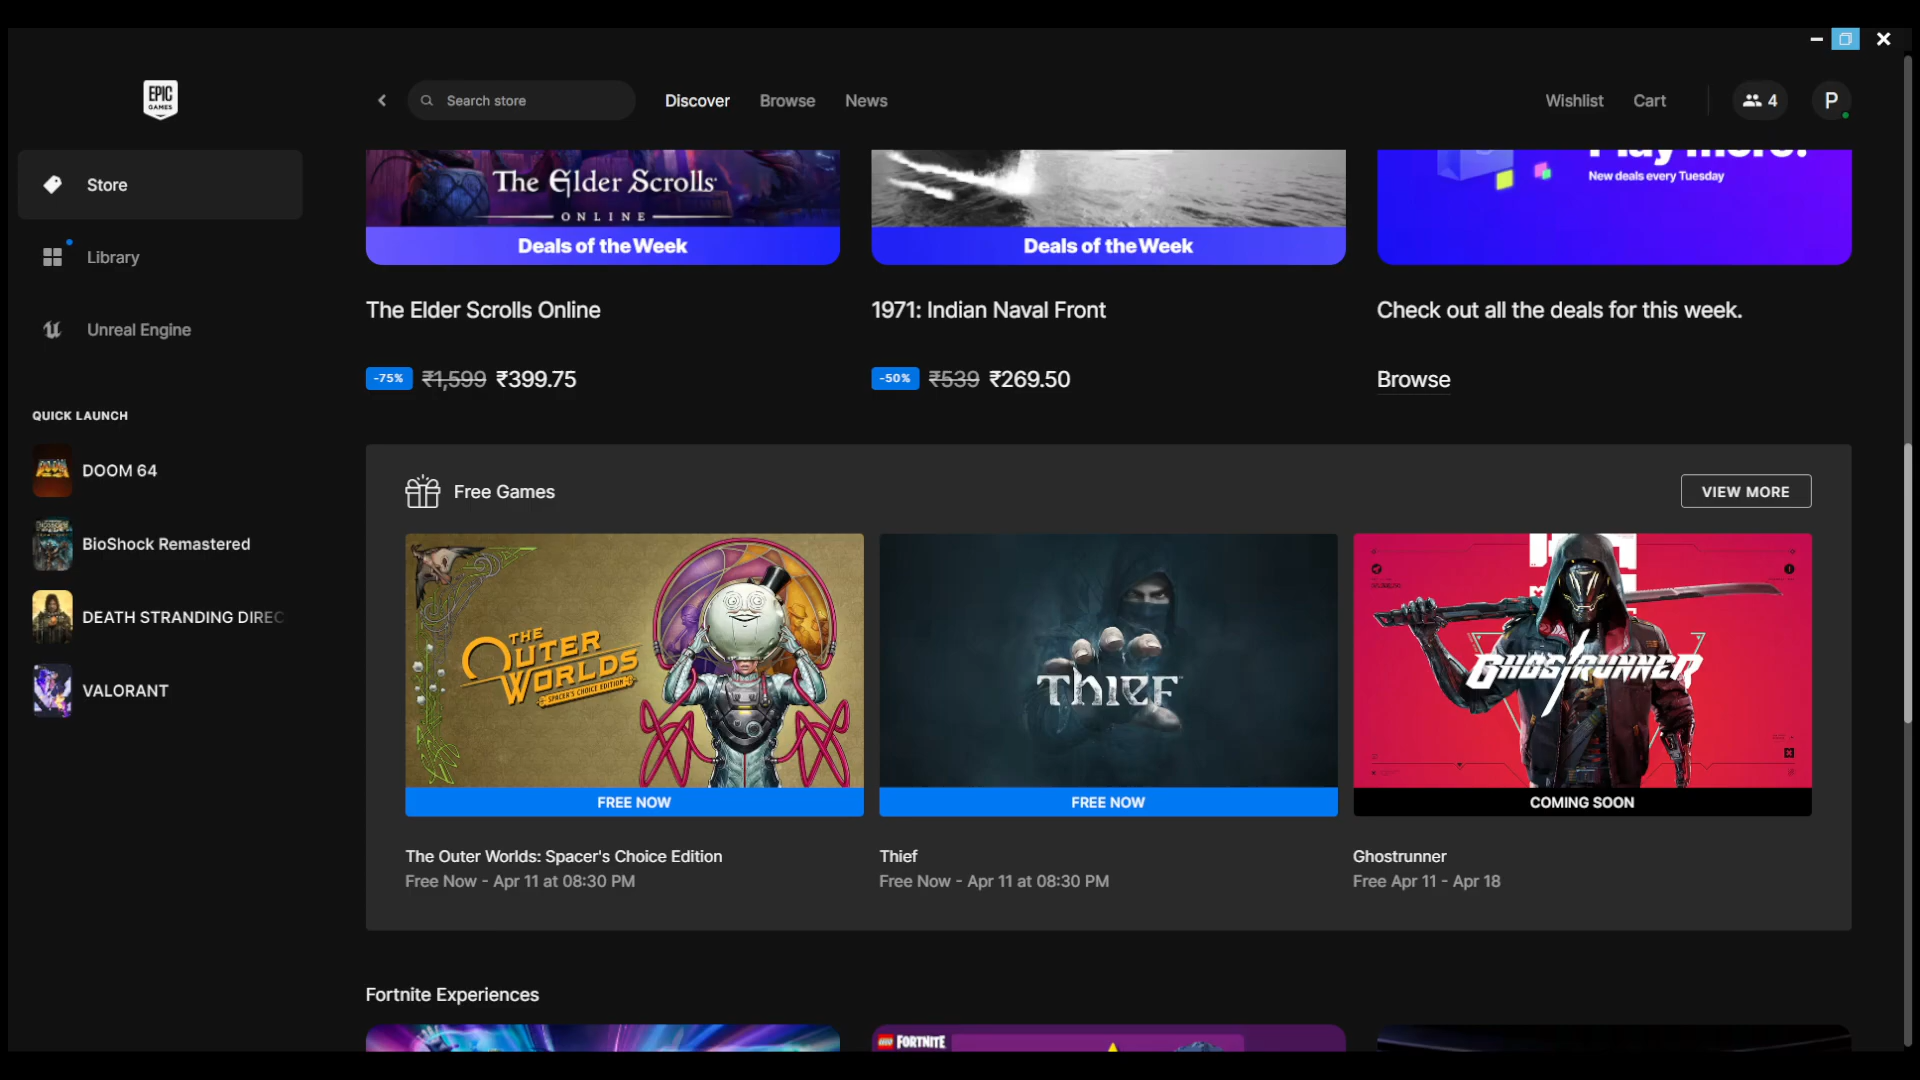 EPIC
GAMES
Search store
Discover
Browse
News
Wishlist
Cart
4
P
Store
Library
Unreal Engine
QUICK LAUNCH
DOOM 64
BioShock Remastered
DEATH STRANDING DIREC
VALORANT
The Elder Scrolls
ONLINE
Deals of the Week
Deals of the Week
Play more.
New deals every Tuesday
The Elder Scrolls Online
1971: Indian Naval Front
Check out all the deals for this week.
-75% ₹1,599 ₹399.75
-50% ₹539 ₹269.50
Browse
Free Games
VIEW MORE
THE
OUTER
WORLDS
SPACER'S CHOICE EDITION
THIEF
GHOSTRUNNER
FREE NOW
FREE NOW
COMING SOON
The Outer Worlds: Spacer's Choice Edition
Free Now - Apr 11 at 08:30 PM
Thief
Free Now - Apr 11 at 08:30 PM
Ghostrunner
Free Apr 11 - Apr 18
Fortnite Experiences
LEGO FORTNITE